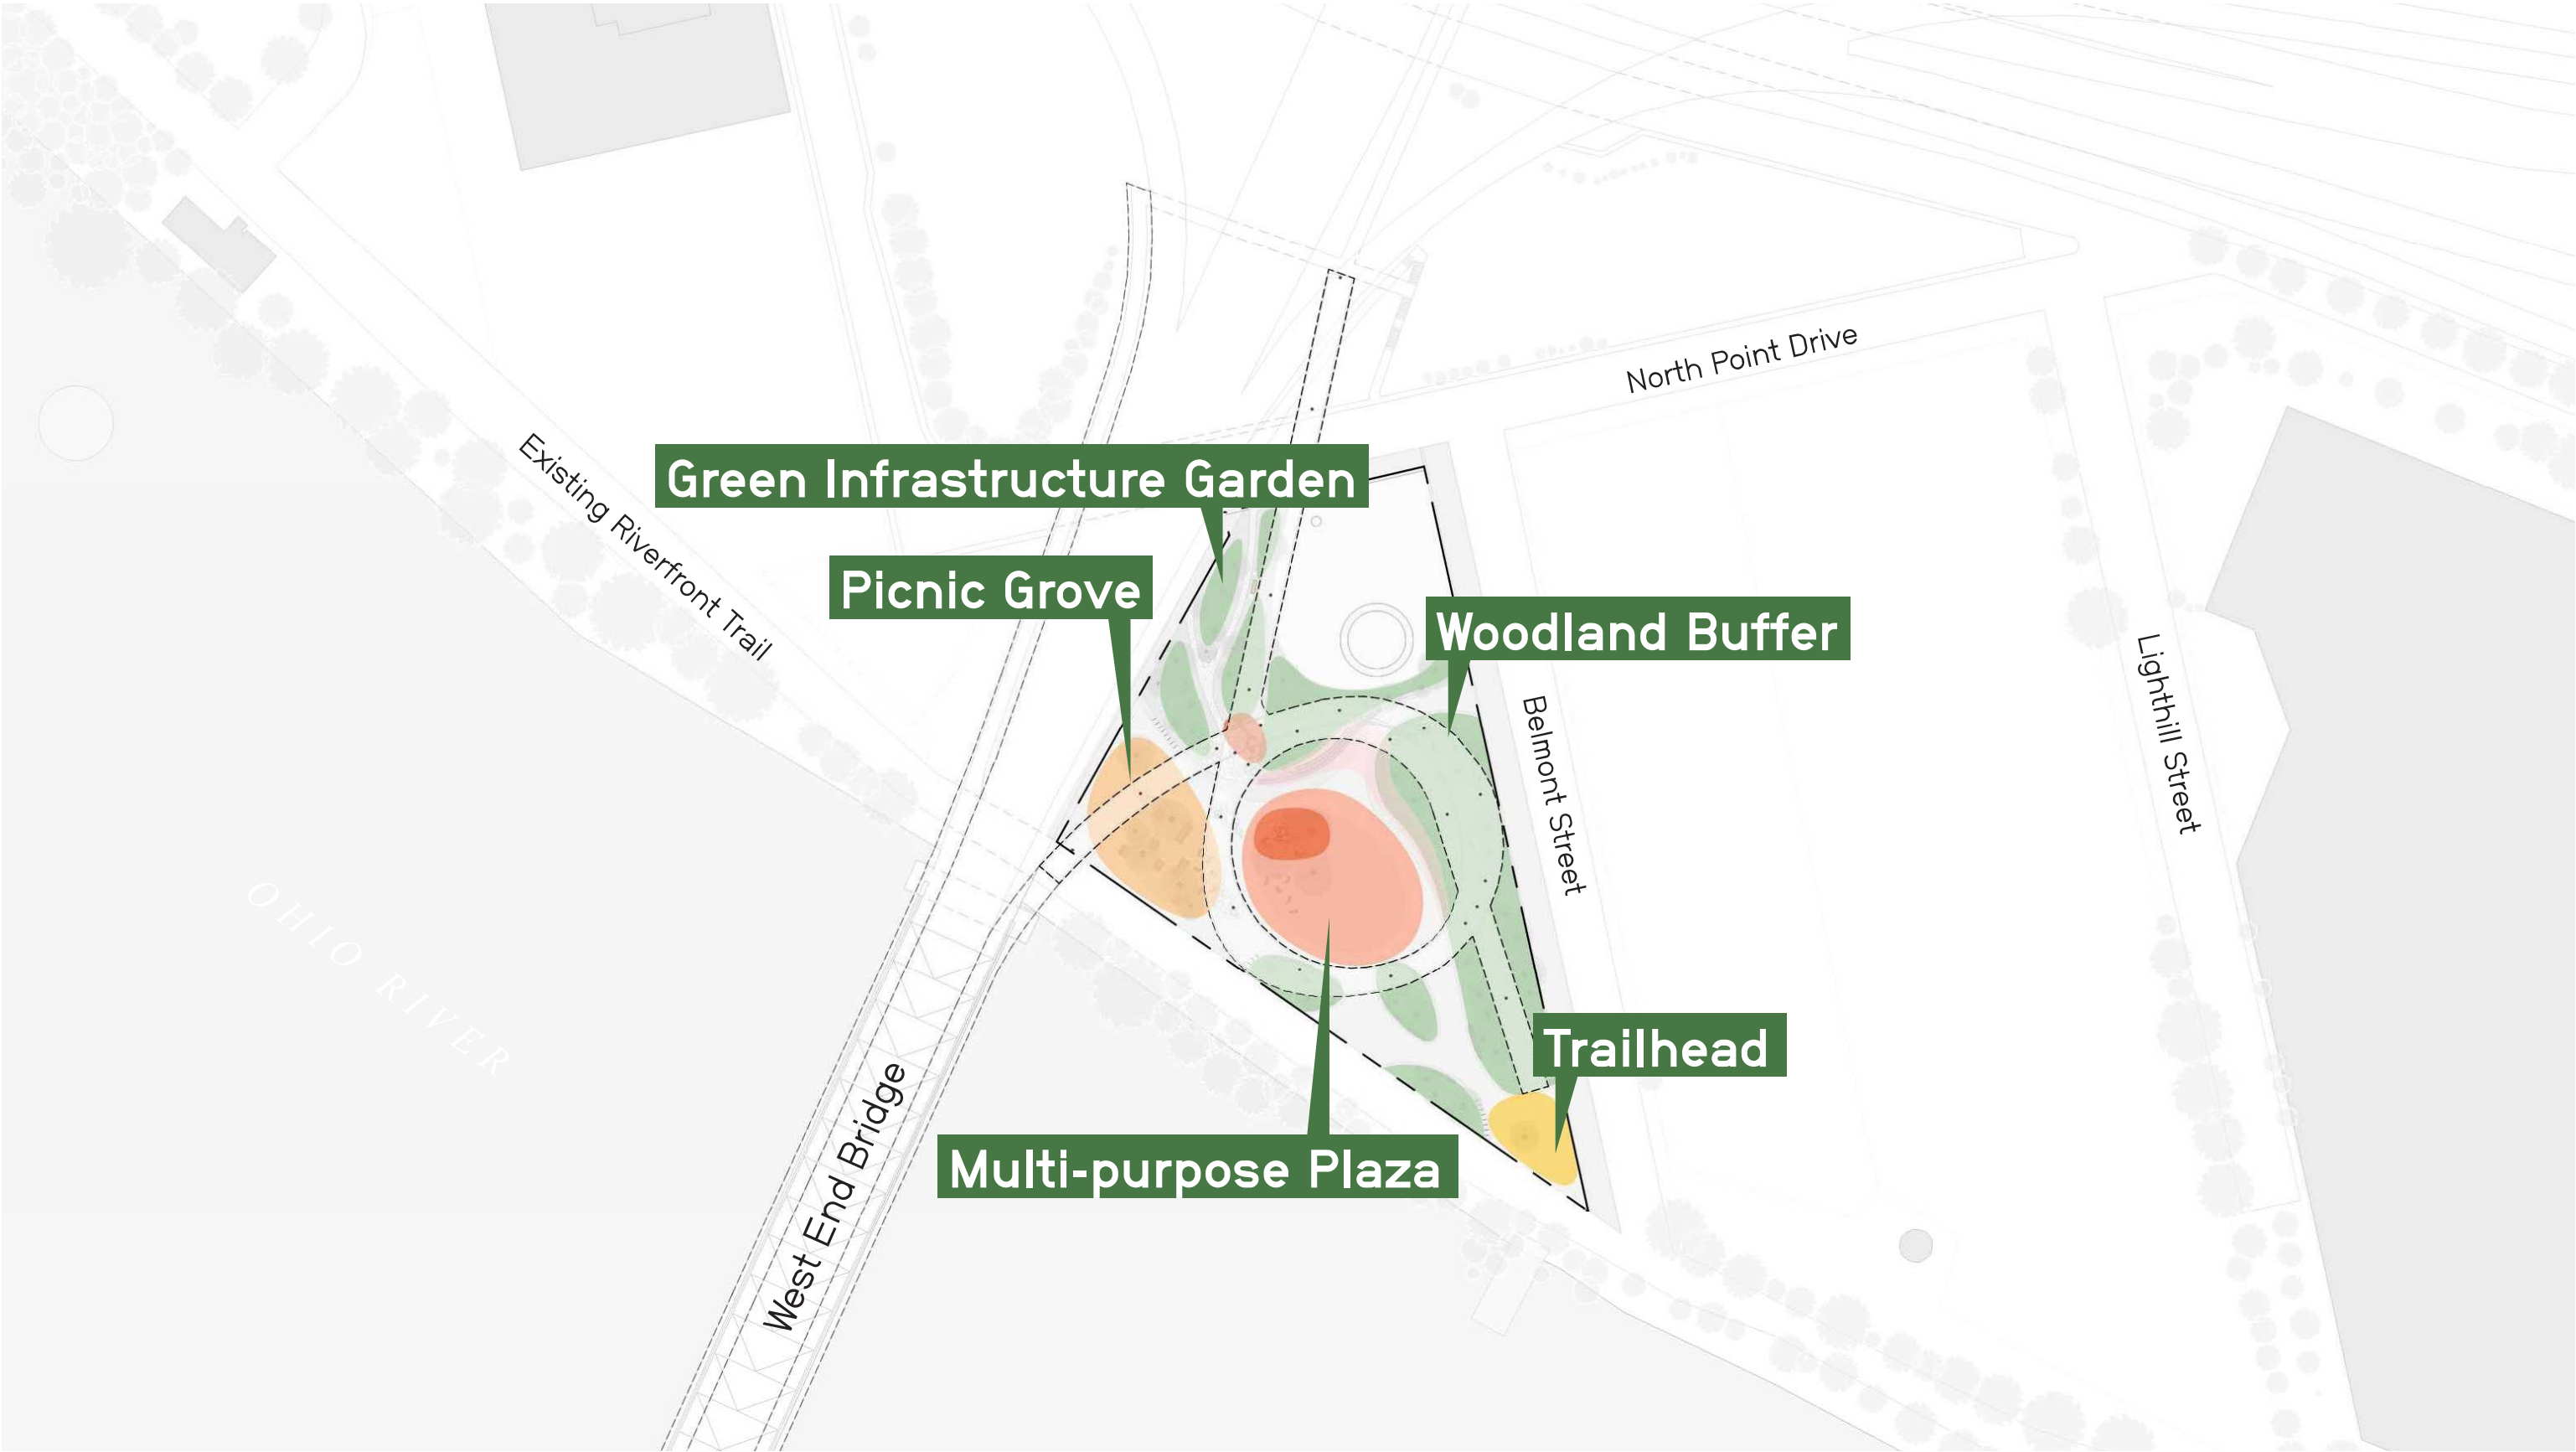 North Point Drive
Green Infrastructure Garden
Existing Riverfront Trail
Picnic Grove
Woodland Buffer
Belmont Street
Lighthill Street
OHIO RIVER
Trailhead
West End Bridge
Multi-purpose Plaza